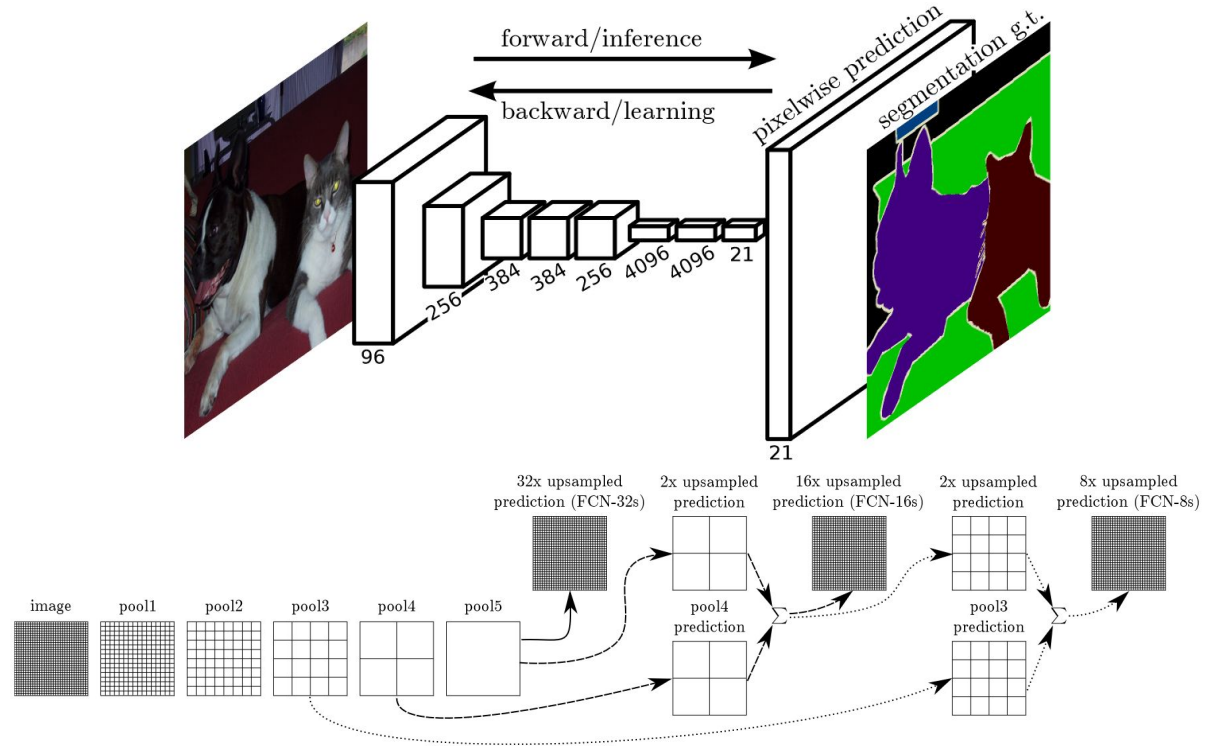 forward/inference
backward/learning
pixelwise prediction
segmentation g.t.
96
256
384
384
256
4096
4096
21
21
32x upsampled
prediction (FCN-32s)
2x upsampled
prediction
16x upsampled
prediction (FCN-16s)
2x upsampled
prediction
8x upsampled
prediction (FCN-8s)
image
pool1
pool2
pool3
pool4
pool5
pool4
prediction
pool3
prediction
Σ
Σ